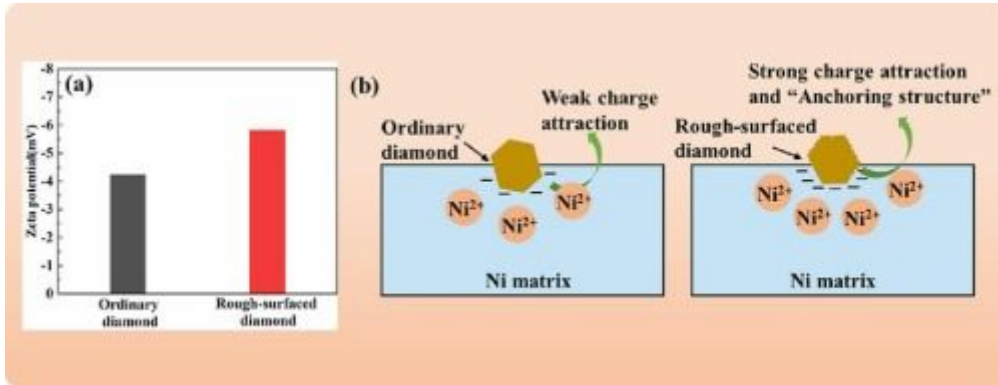 (a)
Zeta potential(mV)
-8
-7
-6
-5
-4
-3
-2
-1
0
Ordinary
diamond
Rough-surfaced
diamond
(b)
Ordinary
diamond
Weak charge
attraction
Ni²⁺
Ni²⁺
Ni²⁺
Ni matrix
Strong charge attraction
and “Anchoring structure”
Rough-surfaced
diamond
Ni²⁺
Ni²⁺
Ni²⁺
Ni²⁺
Ni matrix